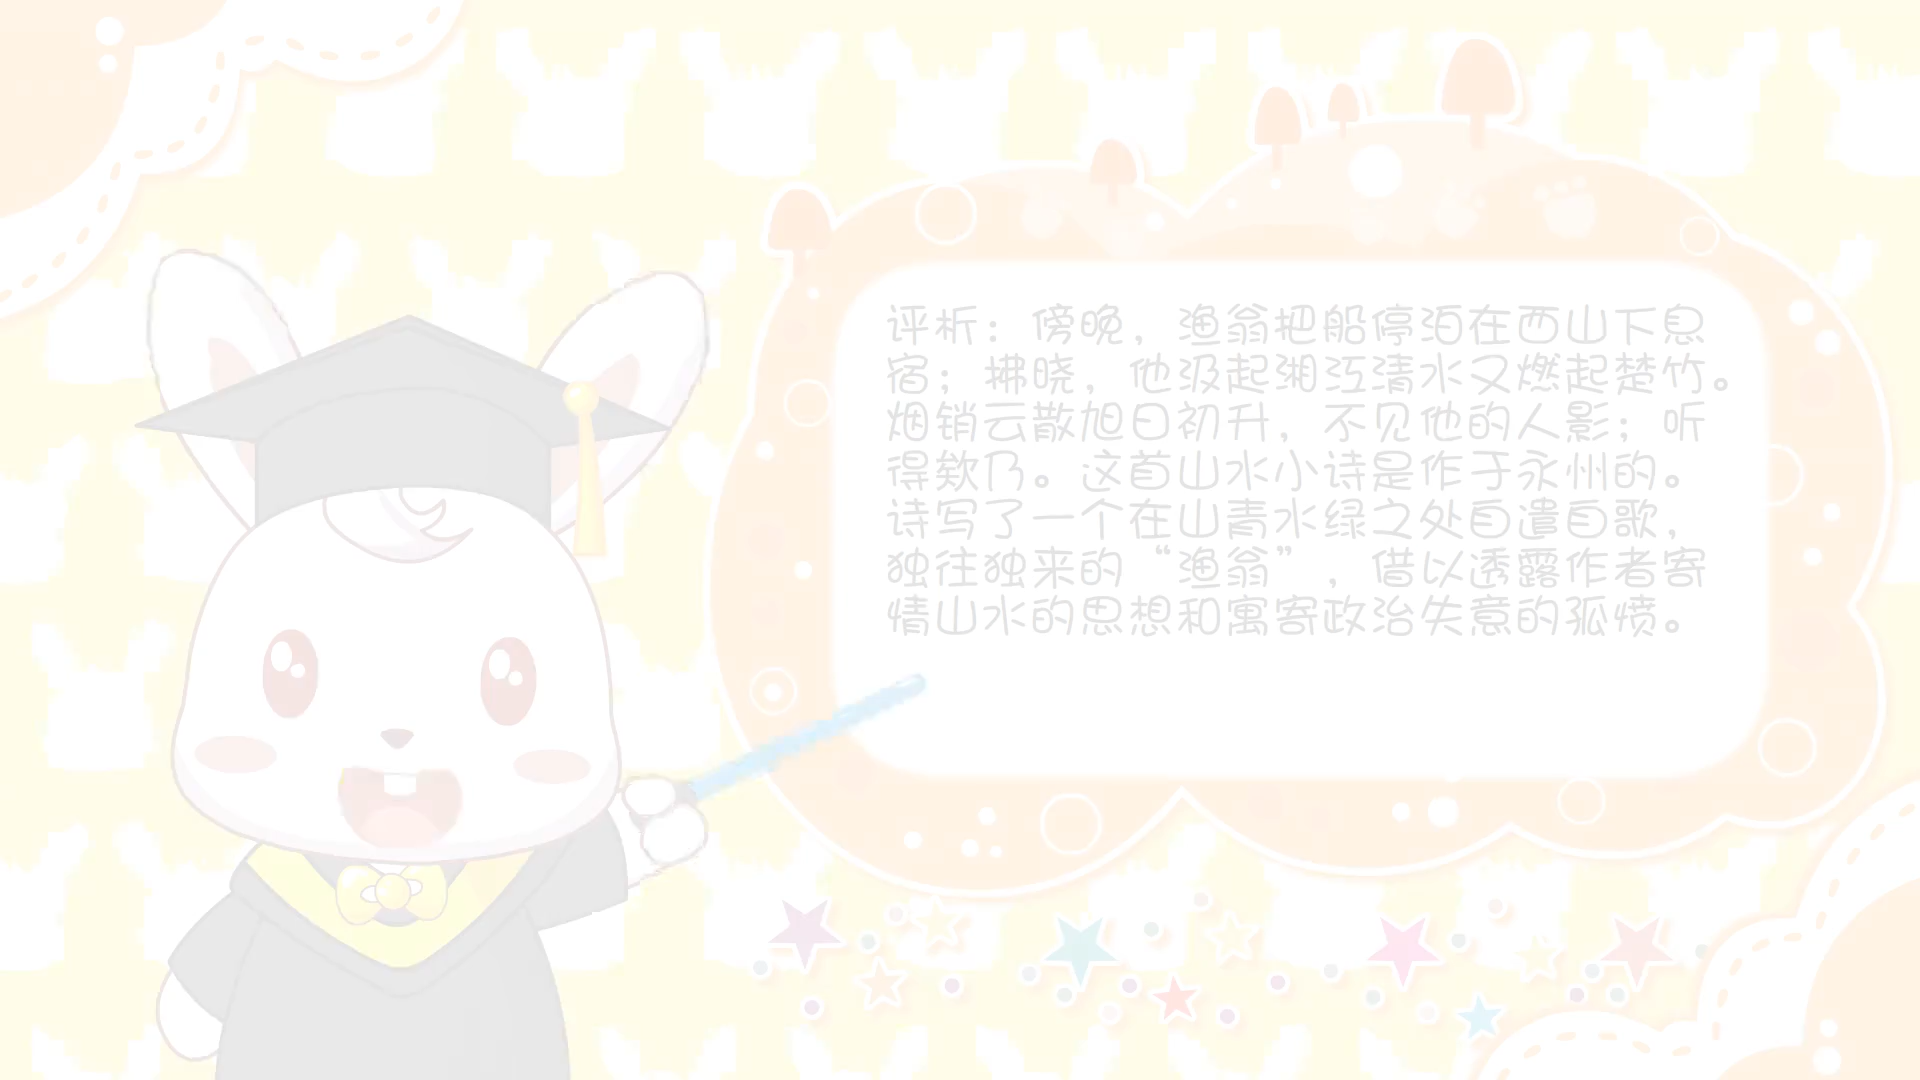 评析：傍晚，渔翁把船停泊在西山下息
宿；拂晓，他汲起湘江清水又燃起楚竹。
烟销云散旭日初升，不见他的人影；听
得欸乃。这首山水小诗是作于永州的。
诗写了一个在山青水绿之处自遣自歌，
独往独来的“渔翁”，借以透露作者寄
情山水的思想和寓寄政治失意的孤愤。